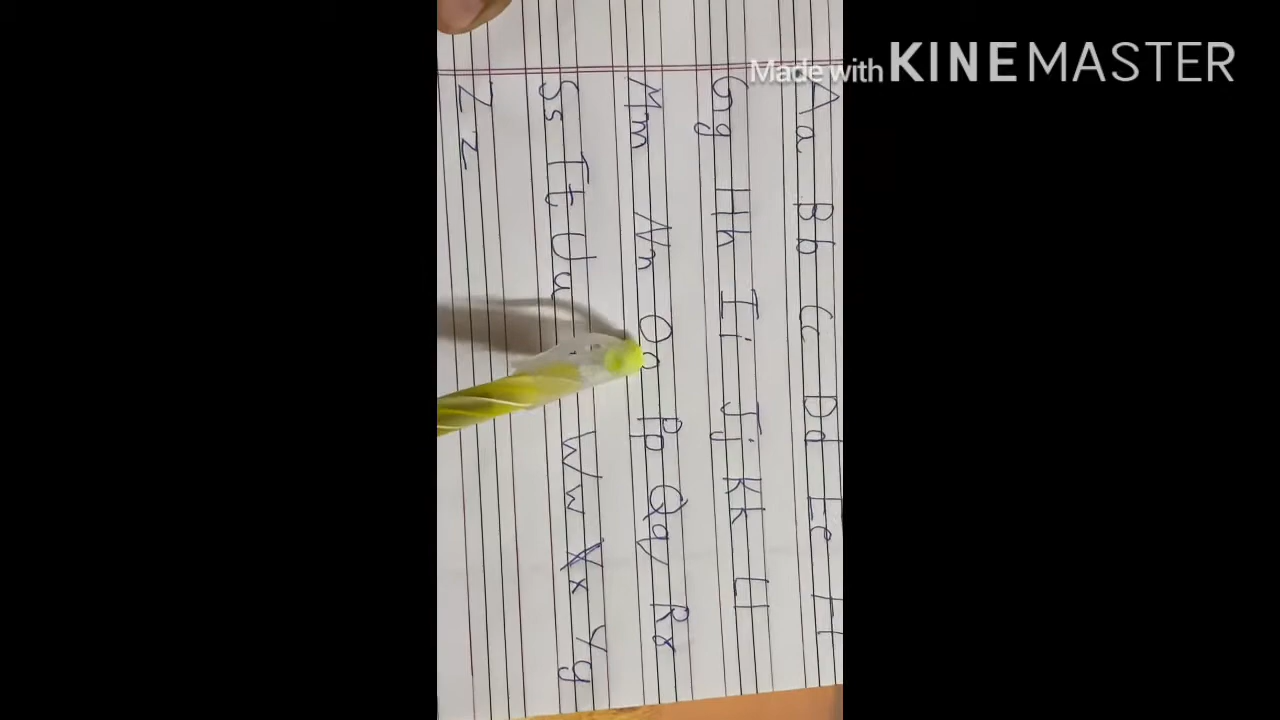 Made with KINEMASTER
Aa Bb Cc Dd Ee Ff
Gg Hh Ii Jj Kk Ll
Mm Nn Oo Pp Qq Rr
Ss Tt Uu Ww Xx Yy
Zz